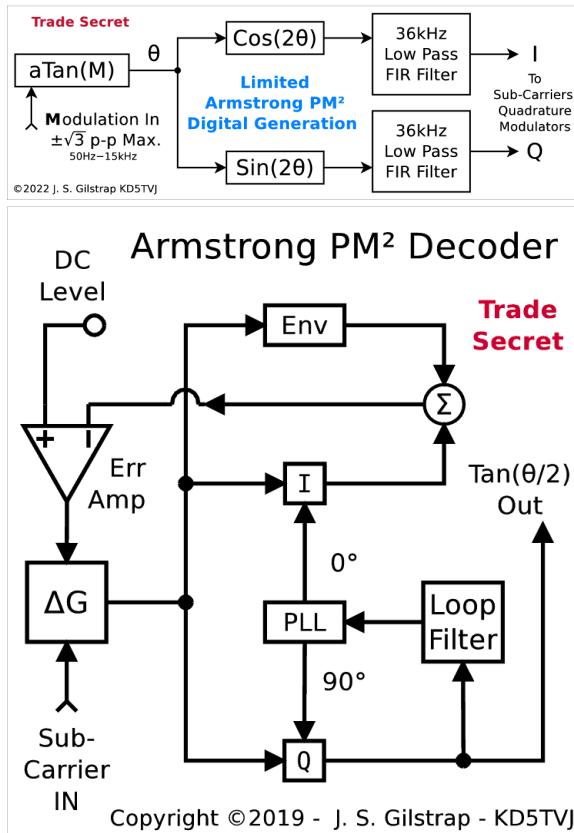 Trade Secret
aTan(M)
θ
Cos(2θ)
36kHz
Low Pass
FIR Filter
I
Limited
Armstrong PM²
Digital Generation
To
Sub-Carriers
Quadrature
Modulators
Modulation In
±√3 p-p Max.
50Hz−15kHz
Sin(2θ)
36kHz
Low Pass
FIR Filter
Q
©2022 J. S. Gilstrap KD5TVJ
Armstrong PM² Decoder
DC
Level
Env
Trade
Secret
+
−
Σ
Err
Amp
I
Tan(θ/2)
Out
0°
ΔG
PLL
Loop
Filter
90°
Sub-
Carrier
IN
Q
Copyright ©2019 - J. S. Gilstrap - KD5TVJ